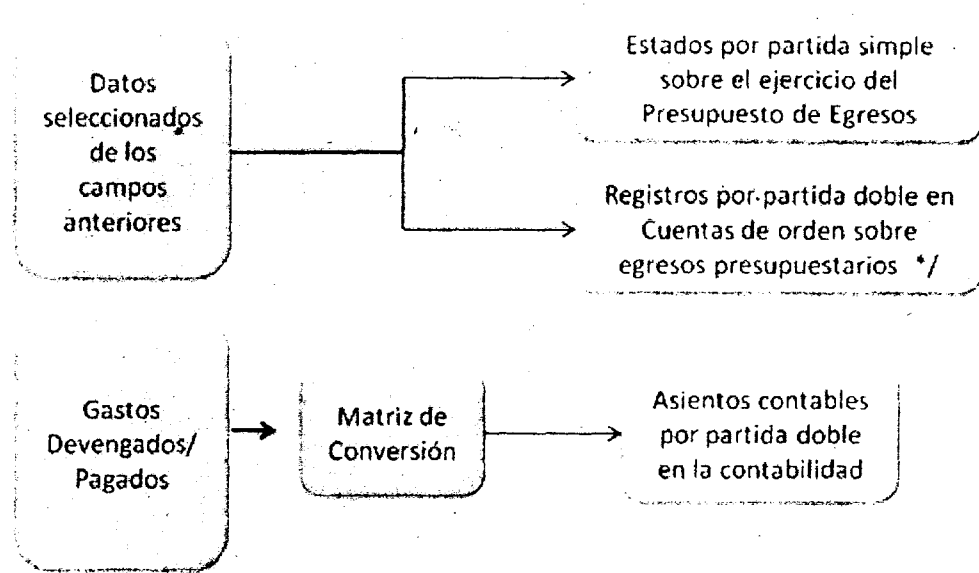 Datos
seleccionados
de los
campos
anteriores
Estados por partida simple
sobre el ejercicio del
Presupuesto de Egresos
Registros por partida doble en
Cuentas de orden sobre
egresos presupuestarios */
Gastos
Devengados/
Pagados
Matriz de
Conversión
Asientos contables
por partida doble
en la contabilidad